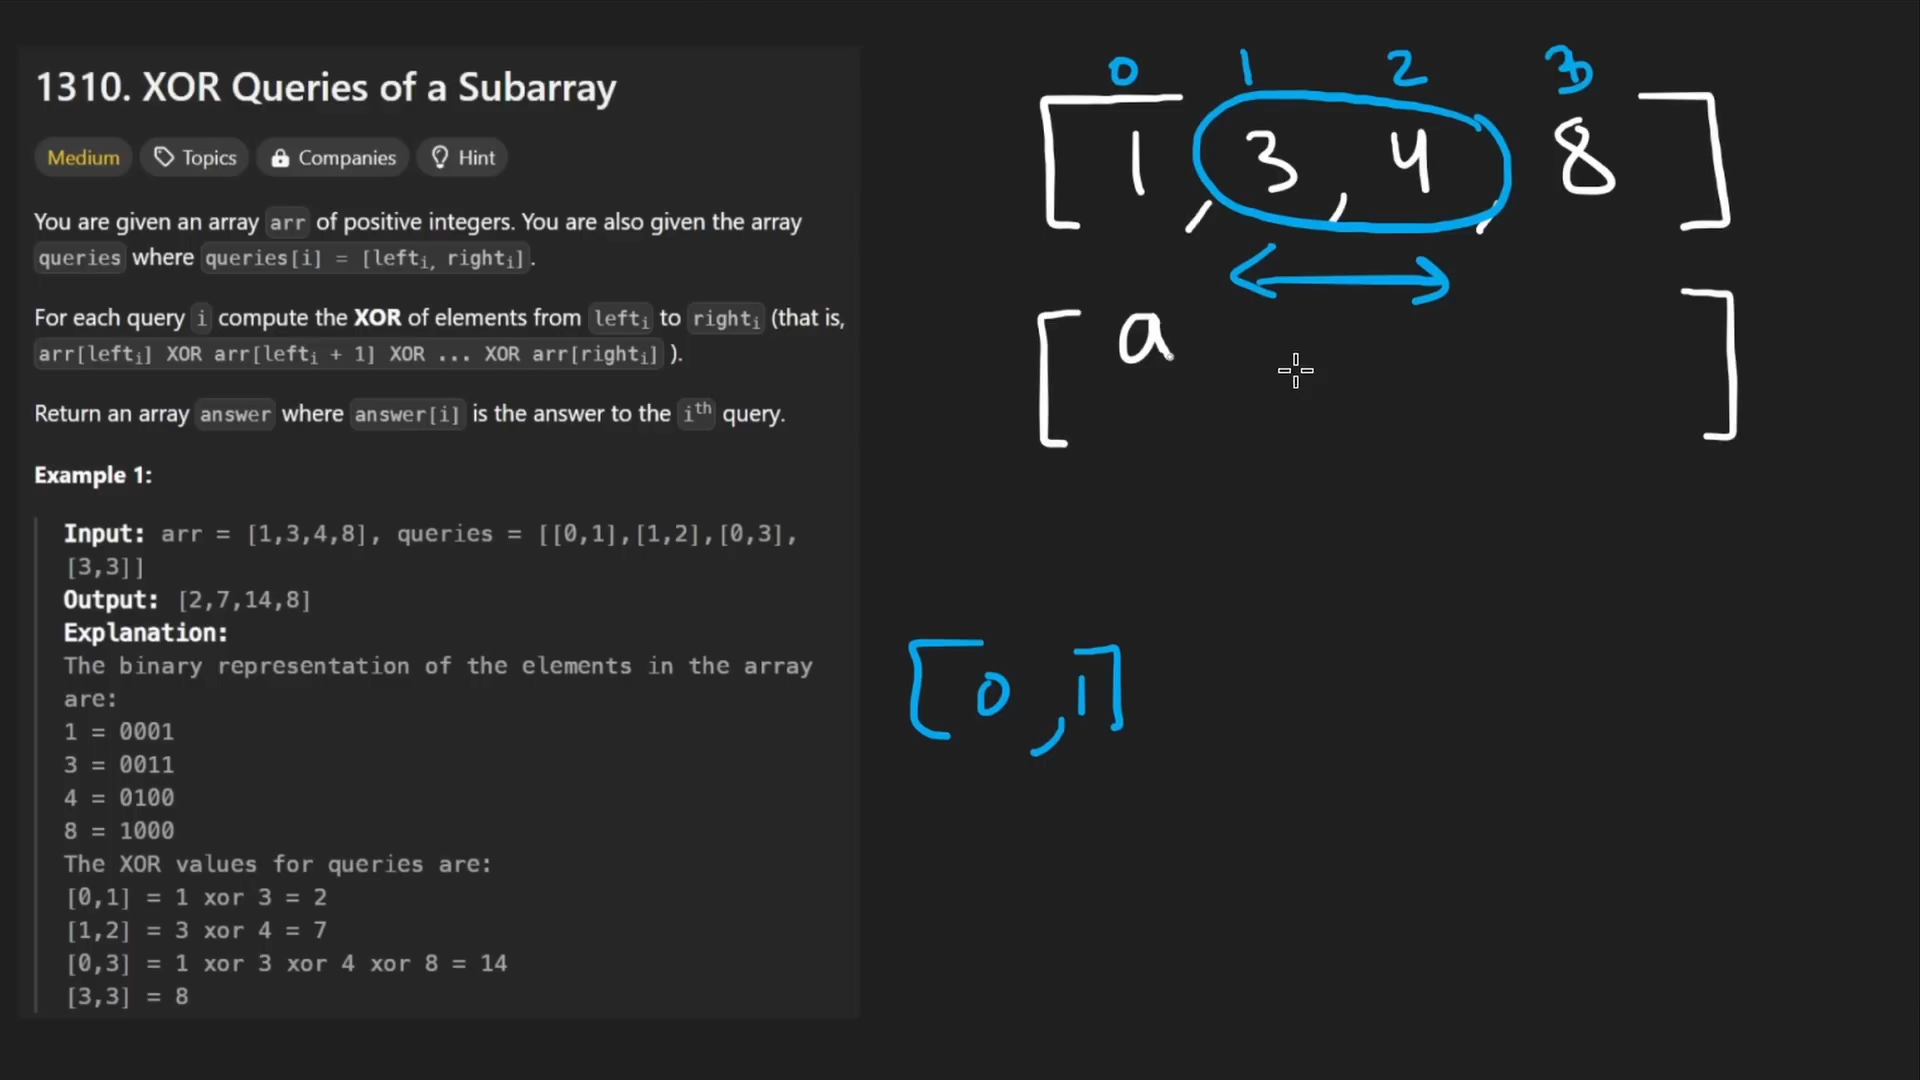 1310. XOR Queries of a Subarray
Medium Topics Companies Hint
You are given an array arr of positive integers. You are also given the array
queries where queries[i] = [lefti, righti].
For each query i compute the XOR of elements from lefti to righti (that is,
arr[lefti] XOR arr[lefti + 1] XOR ... XOR arr[righti] ).
Return an array answer where answer[i] is the answer to the ith query.
Example 1:
Input: arr = [1,3,4,8], queries = [[0,1],[1,2],[0,3],
[3,3]]
Output: [2,7,14,8]
Explanation:
The binary representation of the elements in the array
are:
1 = 0001
3 = 0011
4 = 0100
8 = 1000
The XOR values for queries are:
[0,1] = 1 xor 3 = 2
[1,2] = 3 xor 4 = 7
[0,3] = 1 xor 3 xor 4 xor 8 = 14
[3,3] = 8
0 1 2 3
[1, 3, 4, 8]
[a ]
[0,1]